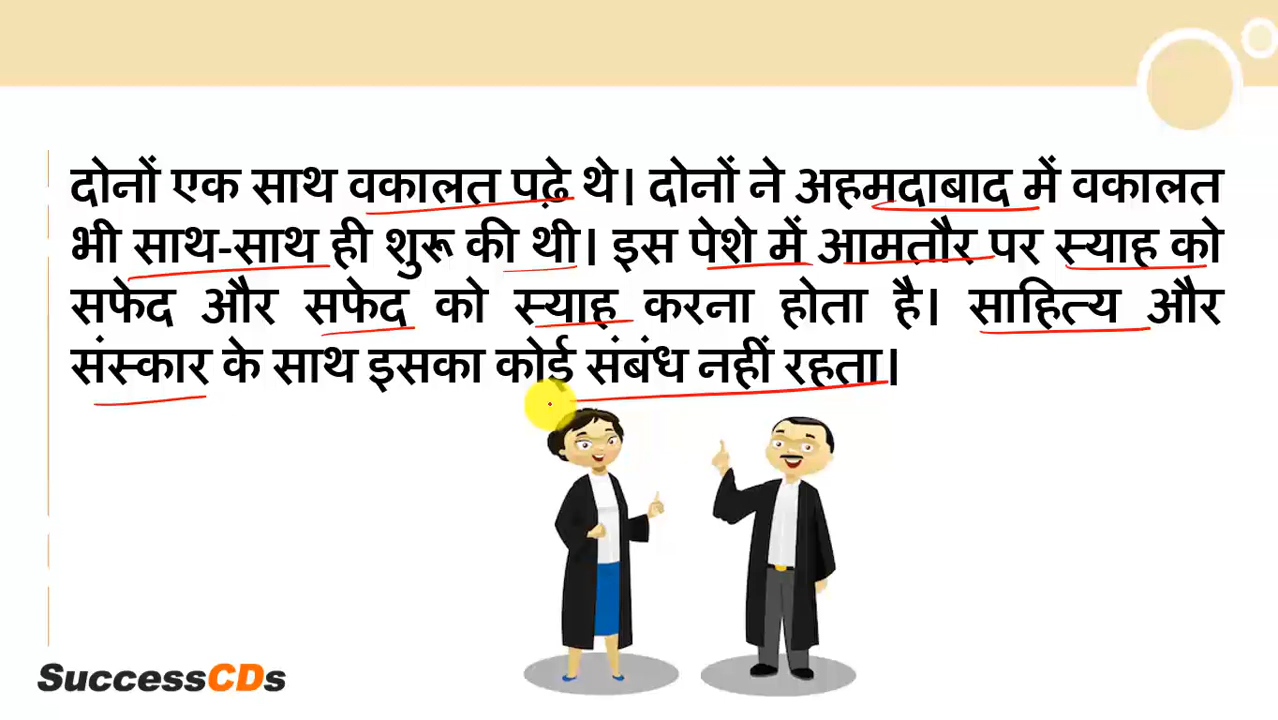 दोनों एक साथ वकालत पढ़े थे। दोनों ने अहमदाबाद में वकालत
भी साथ-साथ ही शुरू की थी। इस पेशे में आमतौर पर स्याह को
सफेद और सफेद को स्याह करना होता है। साहित्य और
संस्कार के साथ इसका कोई संबंध नहीं रहता।
SuccessCDs